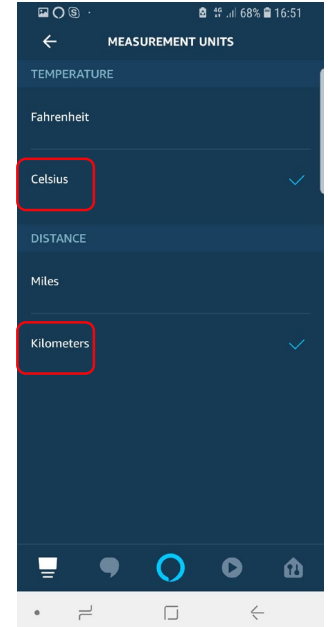 68% 16:51
MEASUREMENT UNITS
TEMPERATURE
Fahrenheit
Celsius
DISTANCE
Miles
Kilometers